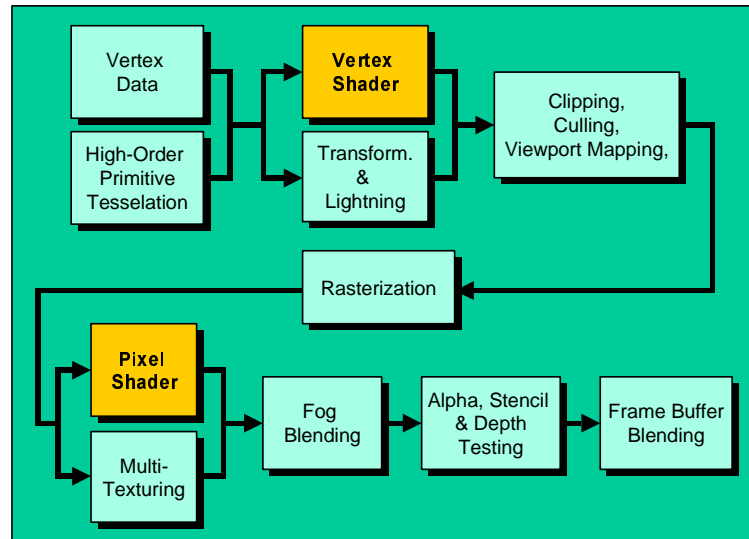 Vertex
Data
High-Order
Primitive
Tesselation
Vertex
Shader
Transform.
&
Lightning
Clipping,
Culling,
Viewport Mapping,
Rasterization
Pixel
Shader
Multi-
Texturing
Fog
Blending
Alpha, Stencil
& Depth
Testing
Frame Buffer
Blending